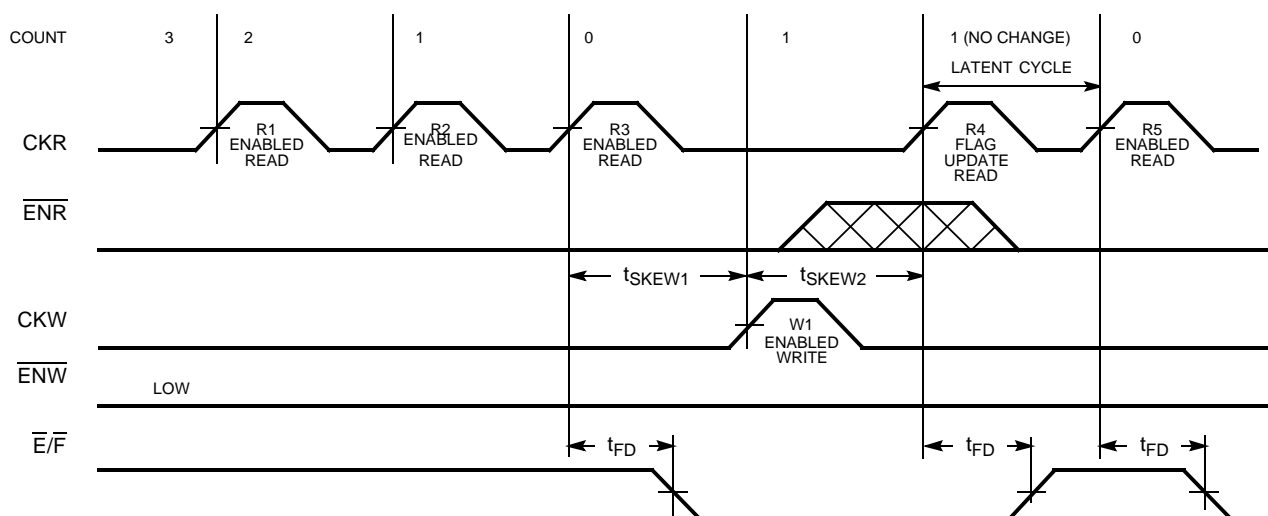 COUNT 3 2 1 0 1 1 (NO CHANGE) 0
LATENT CYCLE
CKR
R1
ENABLED
READ
R2
ENABLED
READ
R3
ENABLED
READ
R4
FLAG
UPDATE
READ
R5
ENABLED
READ
ENR
tSKEW1 tSKEW2
CKW
W1
ENABLED
WRITE
ENW
LOW
E/F
tFD tFD tFD